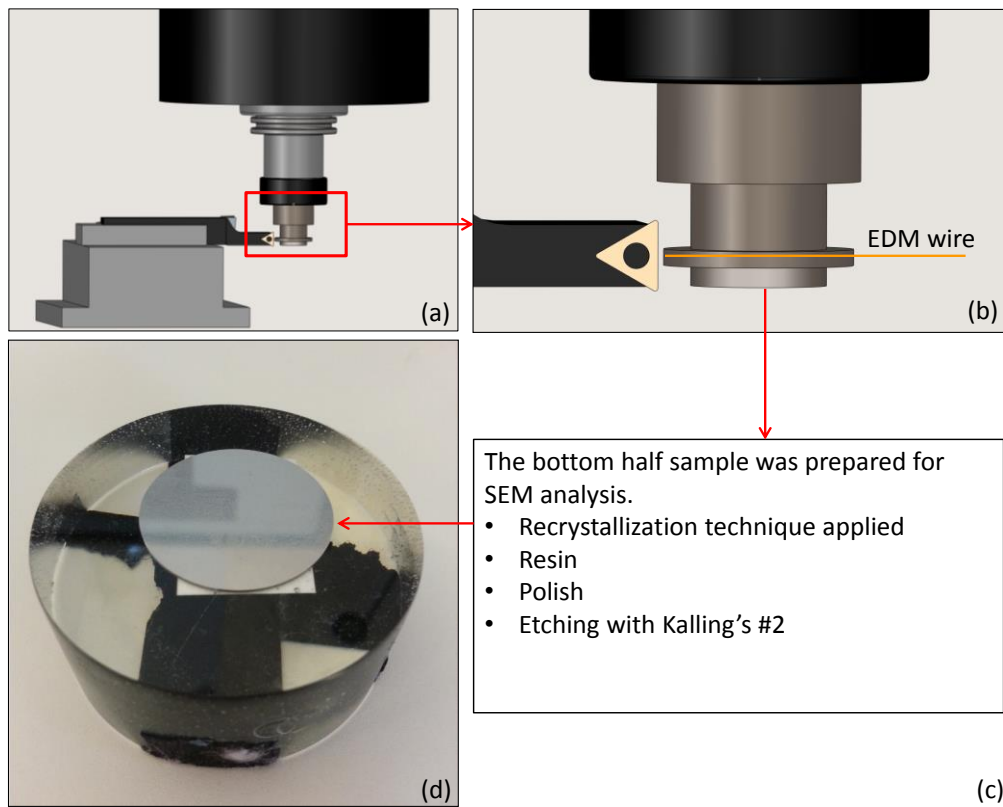 (a)
EDM wire
(b)
The bottom half sample was prepared for
SEM analysis.
• Recrystallization technique applied
• Resin
• Polish
• Etching with Kalling's #2
(d)
(c)